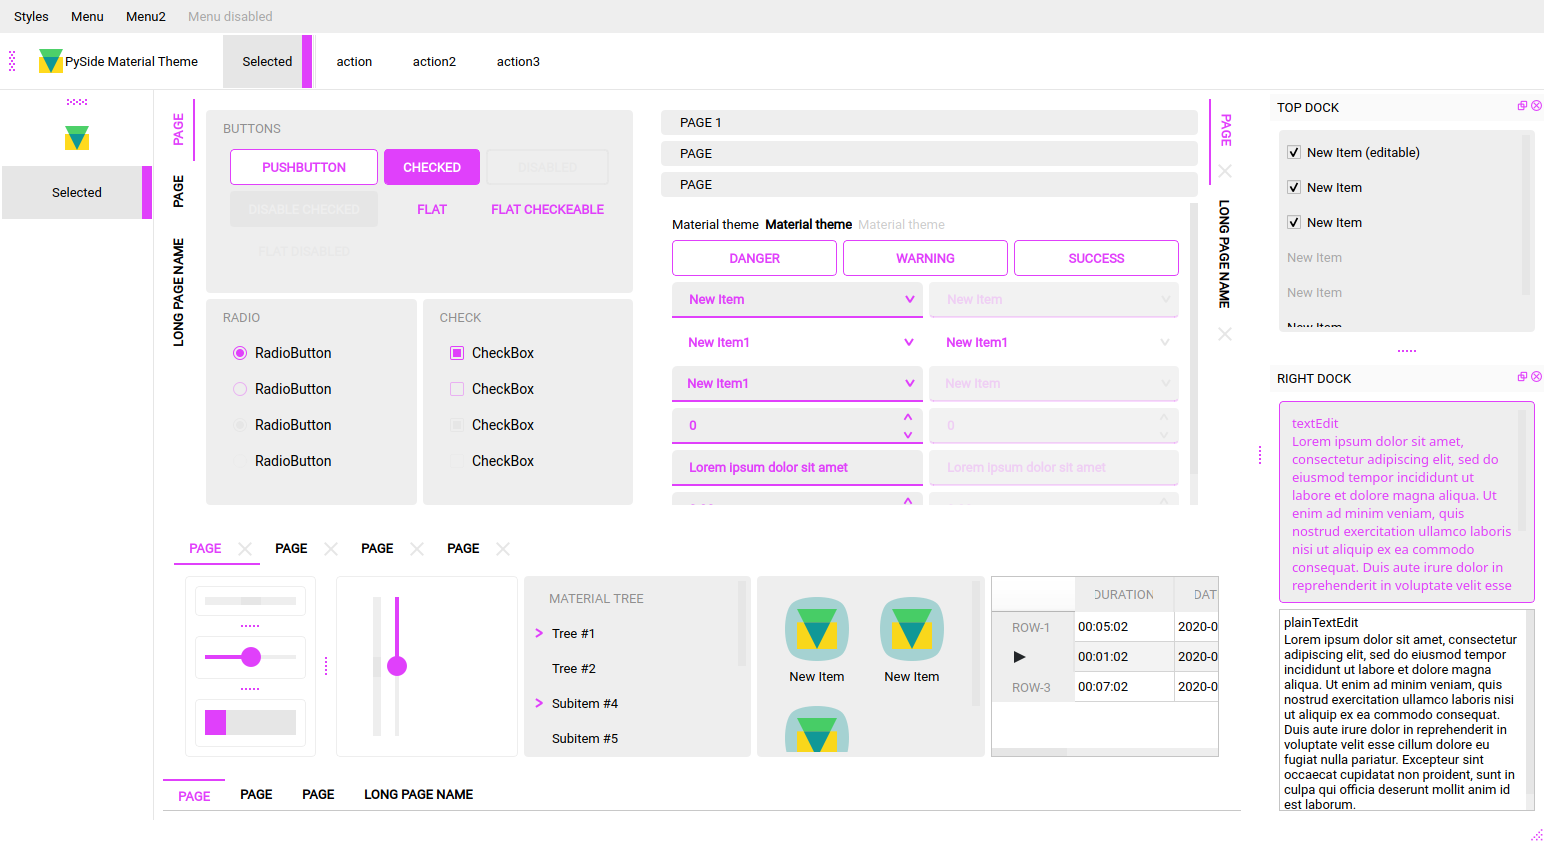 Styles Menu Menu2 Menu disabled
PySide Material Theme Selected action action2 action3
Selected
PAGE
PAGE
LONG PAGE NAME
BUTTONS
PUSHBUTTON CHECKED DISABLED
DISABLE CHECKED FLAT FLAT CHECKEABLE
FLAT DISABLED
RADIO
RadioButton
RadioButton
RadioButton
RadioButton
CHECK
CheckBox
CheckBox
CheckBox
CheckBox
PAGE 1
PAGE
PAGE
Material theme Material theme Material theme
DANGER WARNING SUCCESS
New Item New Item
New Item1 New Item1
New Item1 New Item
0 0
Lorem ipsum dolor sit amet Lorem ipsum dolor sit amet
PAGE
LONG PAGE NAME
TOP DOCK
New Item (editable)
New Item
New Item
New Item
New Item
New Item
RIGHT DOCK
textEdit
Lorem ipsum dolor sit amet,
consectetur adipiscing elit, sed do
eiusmod tempor incididunt ut
labore et dolore magna aliqua. Ut
enim ad minim veniam, quis
nostrud exercitation ullamco laboris
nisi ut aliquip ex ea commodo
consequat. Duis aute irure dolor in
reprehenderit in voluptate velit esse
plainTextEdit
Lorem ipsum dolor sit amet, consectetur
adipiscing elit, sed do eiusmod tempor
incididunt ut labore et dolore magna
aliqua. Ut enim ad minim veniam, quis
nostrud exercitation ullamco laboris nisi
ut aliquip ex ea commodo consequat.
Duis aute irure dolor in reprehenderit in
voluptate velit esse cillum dolore eu
fugiat nulla pariatur. Excepteur sint
occaecat cupidatat non proident, sunt in
culpa qui officia deserunt mollit anim id
est laborum.
PAGE PAGE PAGE PAGE
MATERIAL TREE
Tree #1
Tree #2
Subitem #4
Subitem #5
New Item New Item
DURATION DAT
ROW-1 00:05:02 2020-0
00:01:02 2020-0
ROW-3 00:07:02 2020-0
PAGE PAGE PAGE LONG PAGE NAME